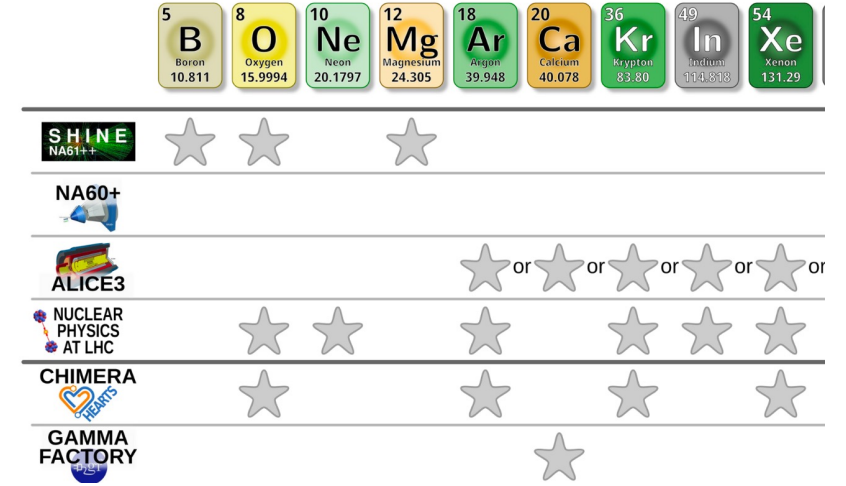 5
B
Boron
10.811
8
O
Oxygen
15.9994
10
Ne
Neon
20.1797
12
Mg
Magnesium
24.305
18
Ar
Argon
39.948
20
Ca
Calcium
40.078
36
Kr
Krypton
83.80
49
In
Indium
114.818
54
Xe
Xenon
131.29
SHINE
NA61++
NA60+
ALICE3
or or or or or
NUCLEAR
PHYSICS
AT LHC
CHIMERA
HEARTS
GAMMA
FACTORY